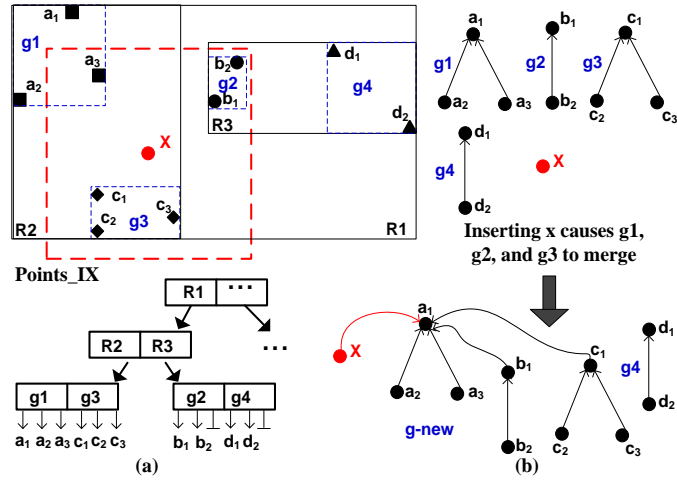 a1
g1
a3
a2
b2
g2
b1
d1
g4
d2
R3
X
c1
c3
g3
c2
R2
R1
Points_IX
R1 ...
R2 R3
...
g1 g3
g2 g4
a1 a2 a3 c1 c2 c3
b1 b2 d1 d2
(a)
a1
b1
c1
g1
g2
g3
a2
a3
b2
c2
c3
d1
g4
d2
X
Inserting x causes g1,
g2, and g3 to merge
a1
X
b1
c1
d1
g4
a2
a3
d2
g-new
b2
c2
c3
(b)